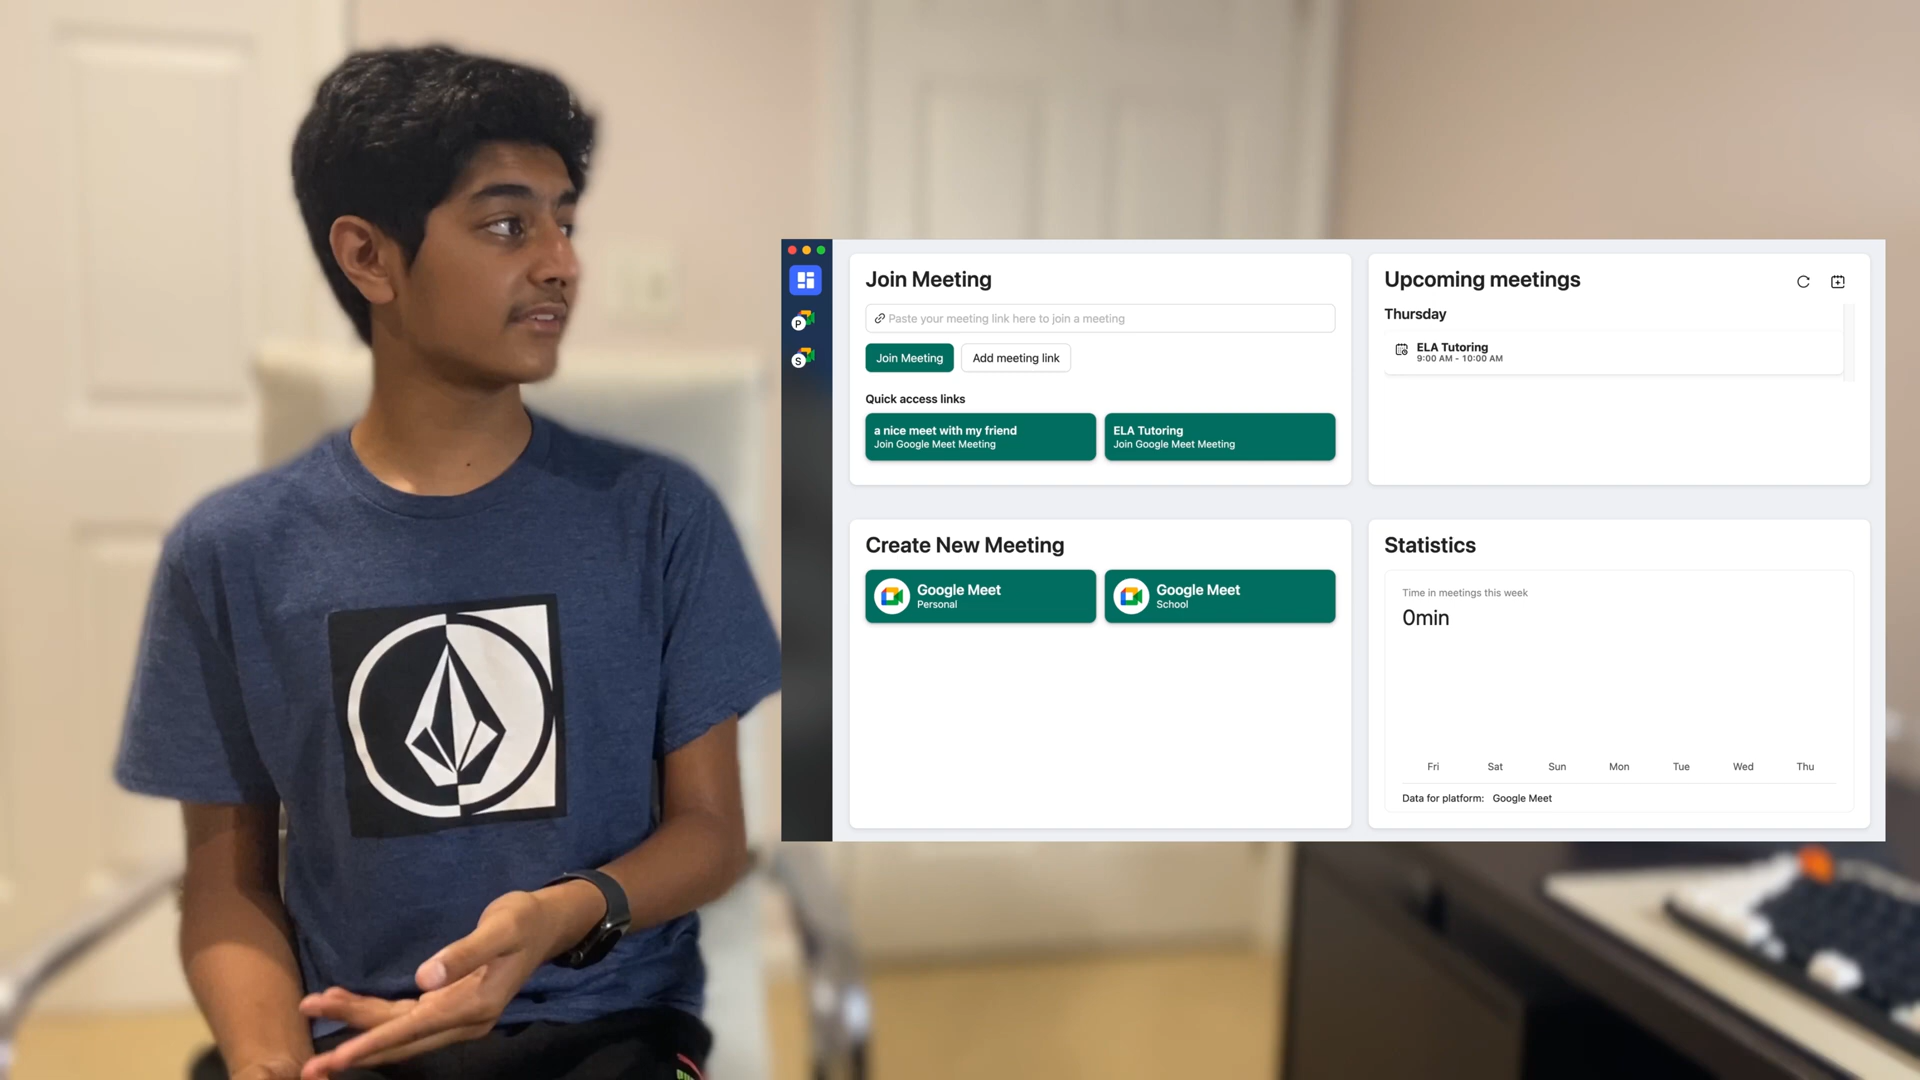 Join Meeting
Paste your meeting link here to join a meeting
Join Meeting
Add meeting link
Quick access links
a nice meet with my friend
Join Google Meet Meeting
ELA Tutoring
Join Google Meet Meeting
Upcoming meetings
Thursday
ELA Tutoring
9:00 AM - 10:00 AM
P
S
Create New Meeting
Google Meet
Personal
Google Meet
School
Statistics
Time in meetings this week
0min
Fri Sat Sun Mon Tue Wed Thu
Data for platform: Google Meet